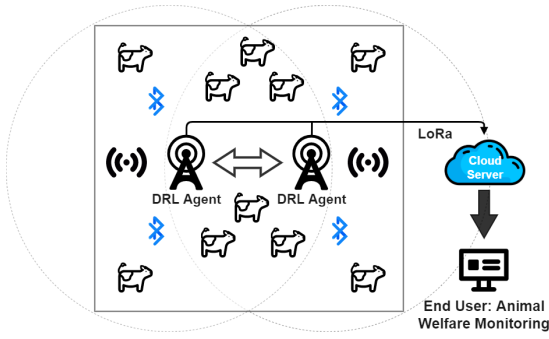 LoRa
Cloud
Server
DRL Agent
DRL Agent
End User: Animal
Welfare Monitoring